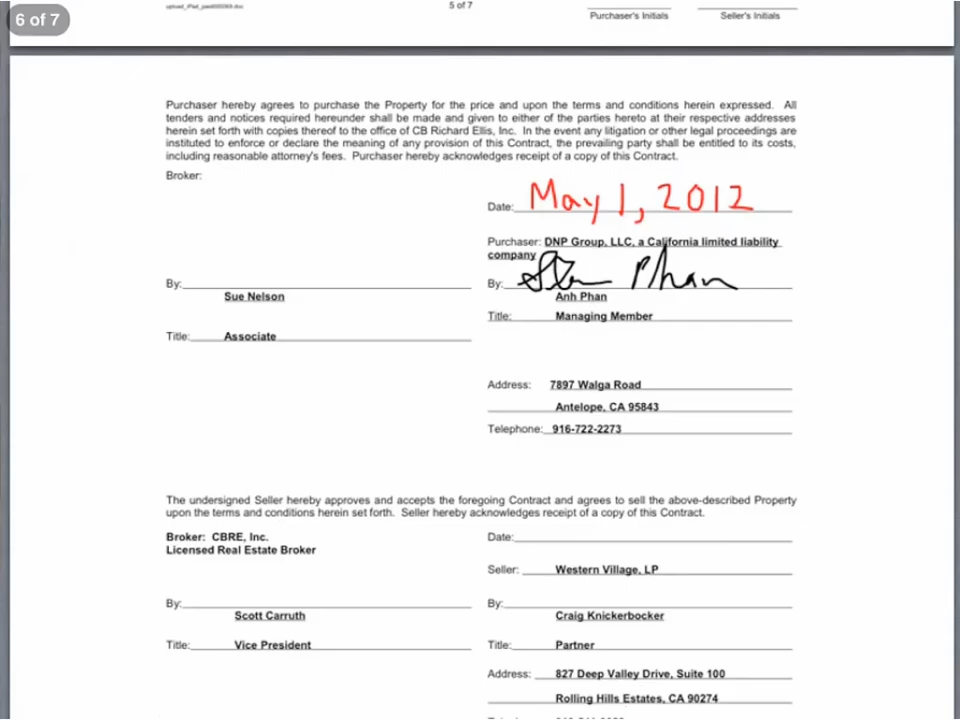 6 of 7
5 of 7
Purchaser's Initials Seller's Initials
Purchaser hereby agrees to purchase the Property for the price and upon the terms and conditions herein expressed. All
tenders and notices required hereunder shall be made and given to either of the parties hereto at their respective addresses
herein set forth with copies thereof to the office of CB Richard Ellis, Inc. In the event any litigation or other legal proceedings are
instituted to enforce or declare the meaning of any provision of this Contract, the prevailing party shall be entitled to its costs,
including reasonable attorney's fees. Purchaser hereby acknowledges receipt of a copy of this Contract.
Broker:
Date: May 1, 2012
Purchaser: DNP Group, LLC, a California limited liability
company
By: By: Phan
Sue Nelson Anh Phan
Title: Managing Member
Title: Associate
Address: 7897 Walga Road
Antelope, CA 95843
Telephone: 916-722-2273
The undersigned Seller hereby approves and accepts the foregoing Contract and agrees to sell the above-described Property
upon the terms and conditions herein set forth. Seller hereby acknowledges receipt of a copy of this Contract.
Broker: CBRE, Inc. Date:
Licensed Real Estate Broker
Seller: Western Village, LP
By: By:
Scott Carruth Craig Knickerbocker
Title: Vice President Title: Partner
Address: 827 Deep Valley Drive, Suite 100
Rolling Hills Estates, CA 90274